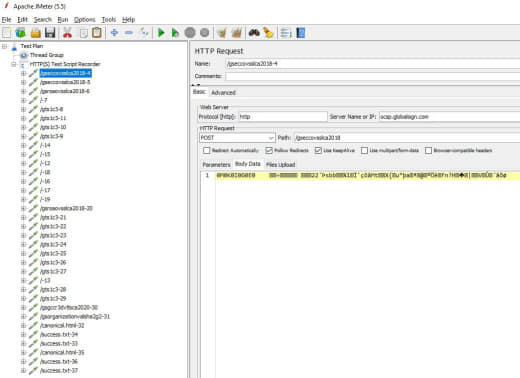 Apache JMeter (5.5)
File Edit Search Run Options Tools Help
Test Plan
Thread Group
HTTP(S) Test Script Recorder
/gseccovsslca2018-4
/gseccovsslca2018-5
/gsrsaovsslca2018-6
/-7
/gts1c3-8
/gts1c3-11
/gts1c3-10
/gts1c3-9
/-14
/-15
/-12
/-18
/-16
/-17
/-19
/gsrsaovsslca2018-20
/gts1c3-21
/gts1c3-22
/gts1c3-23
/gts1c3-24
/gts1c3-25
/gts1c3-26
/gts1c3-27
/-13
/gts1c3-28
/gts1c3-29
/gsgccr3dvtlsca2020-30
/gsorganizationvalsha2g2-31
/canonical.html-32
/success.txt-34
/success.txt-33
/canonical.html-35
/success.txt-36
/success.txt-37
HTTP Request
Name: /gseccovsslca2018-4
Comments:
Basic Advanced
Web Server
Protocol [http]: http Server Name or IP: ocsp.globalsign.com
HTTP Request
POST Path: /gseccovsslca2018
Redirect Automatically Follow Redirects Use KeepAlive Use multipart/form-data Browser-compatible headers
Parameters Body Data Files Upload
1